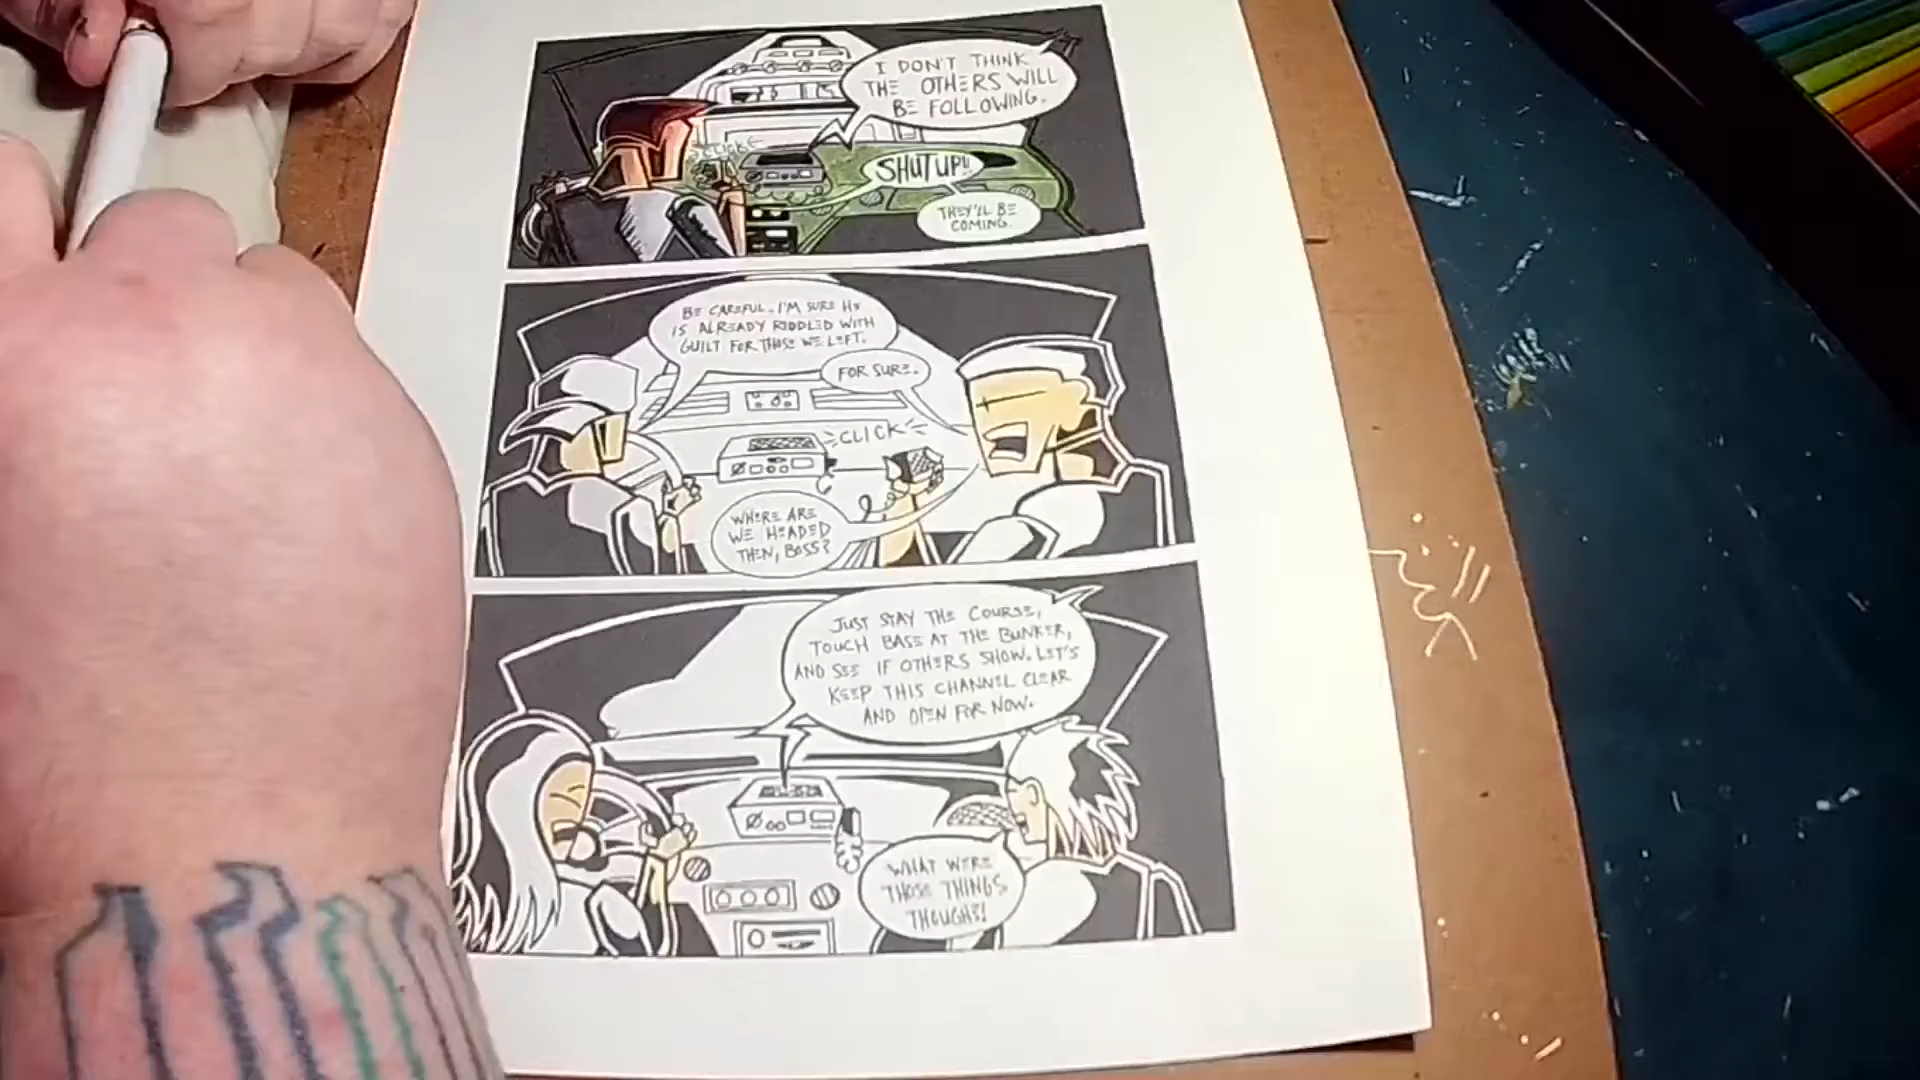 I DON'T THINK
THE OTHERS WILL
BE FOLLOWING.
SHUT UP!!
THEY'LL BE
COMING.
BE CAREFUL. I'M SURE HE
IS ALREADY RIDDLED WITH
GUILT FOR THOSE WE LEFT.
FOR SURE.
CLICK
WHERE ARE
WE HEADED
THEN, BOSS?
JUST STAY THE COURSE,
TOUCH BASE AT THE BUNKER,
AND SEE IF OTHERS SHOW. LET'S
KEEP THIS CHANNEL CLEAR
AND OPEN FOR NOW.
WHAT WERE
THOSE THINGS
THOUGH?!